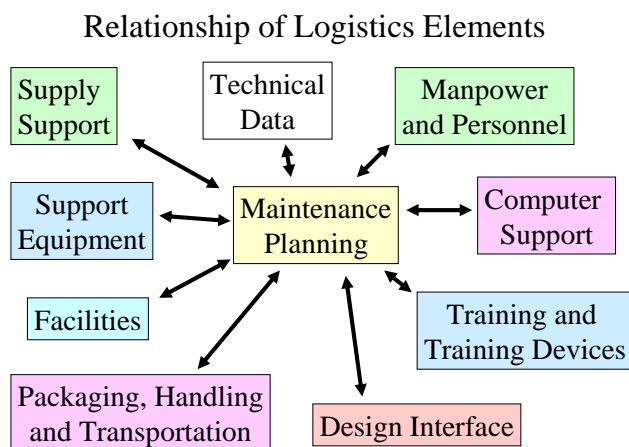 Relationship of Logistics Elements
Supply
Support
Technical
Data
Manpower
and Personnel
Support
Equipment
Maintenance
Planning
Computer
Support
Facilities
Training and
Training Devices
Packaging, Handling
and Transportation
Design Interface